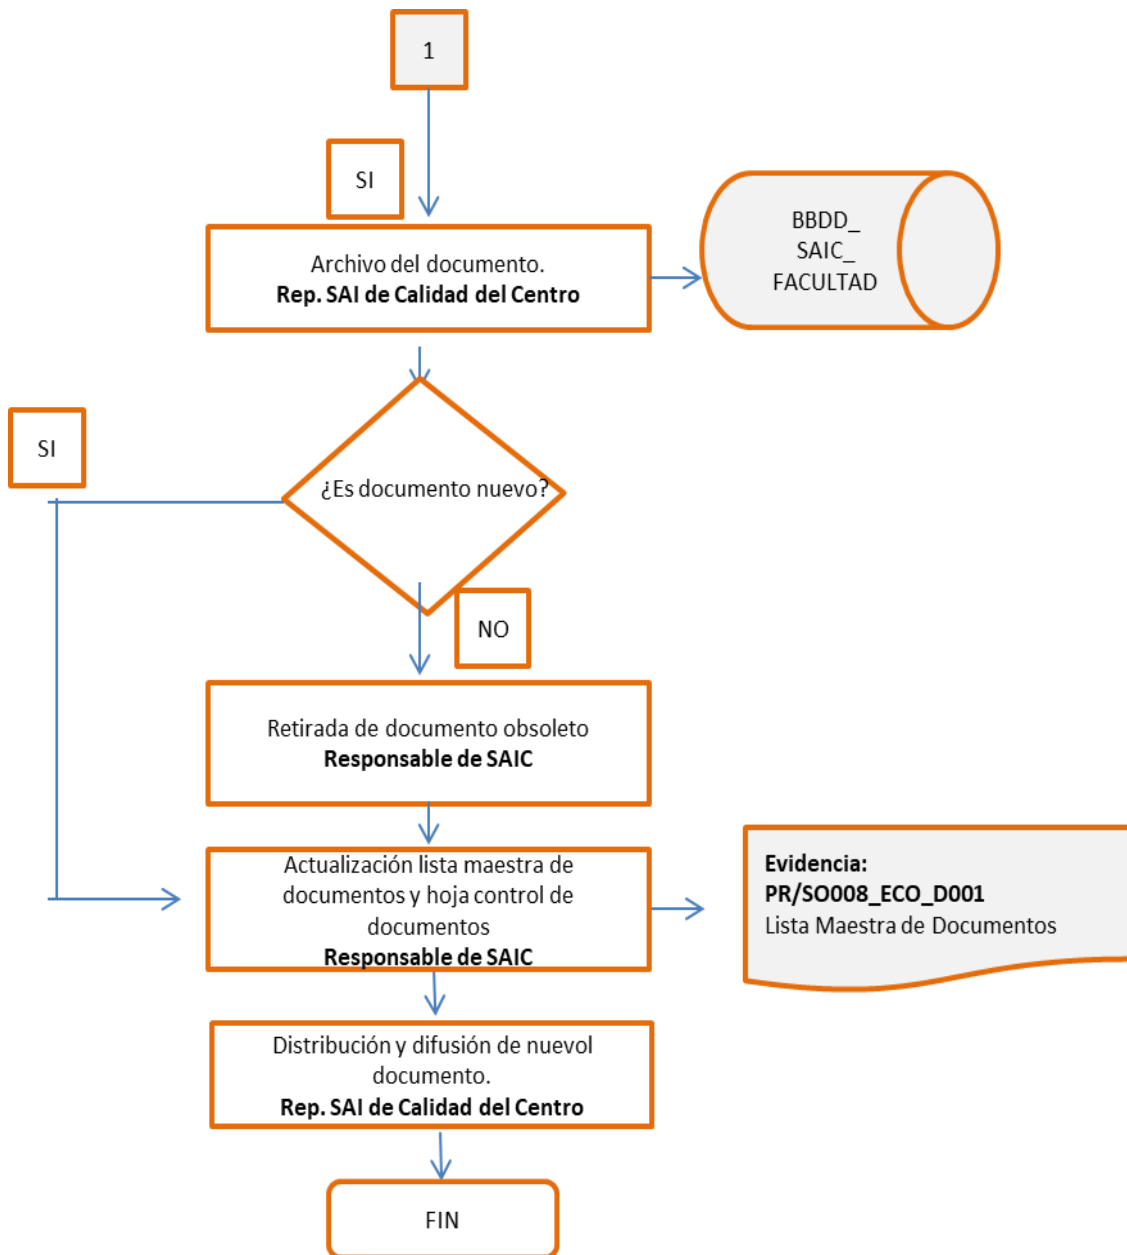 1
SI
Archivo del documento.
Rep. SAI de Calidad del Centro
BBDD_
SAIC_
FACULTAD
SI
¿Es documento nuevo?
NO
Retirada de documento obsoleto
Responsable de SAIC
Actualización lista maestra de
documentos y hoja control de
documentos
Responsable de SAIC
Evidencia:
PR/SO008_ECO_D001
Lista Maestra de Documentos
Distribución y difusión de nuevol
documento.
Rep. SAI de Calidad del Centro
FIN